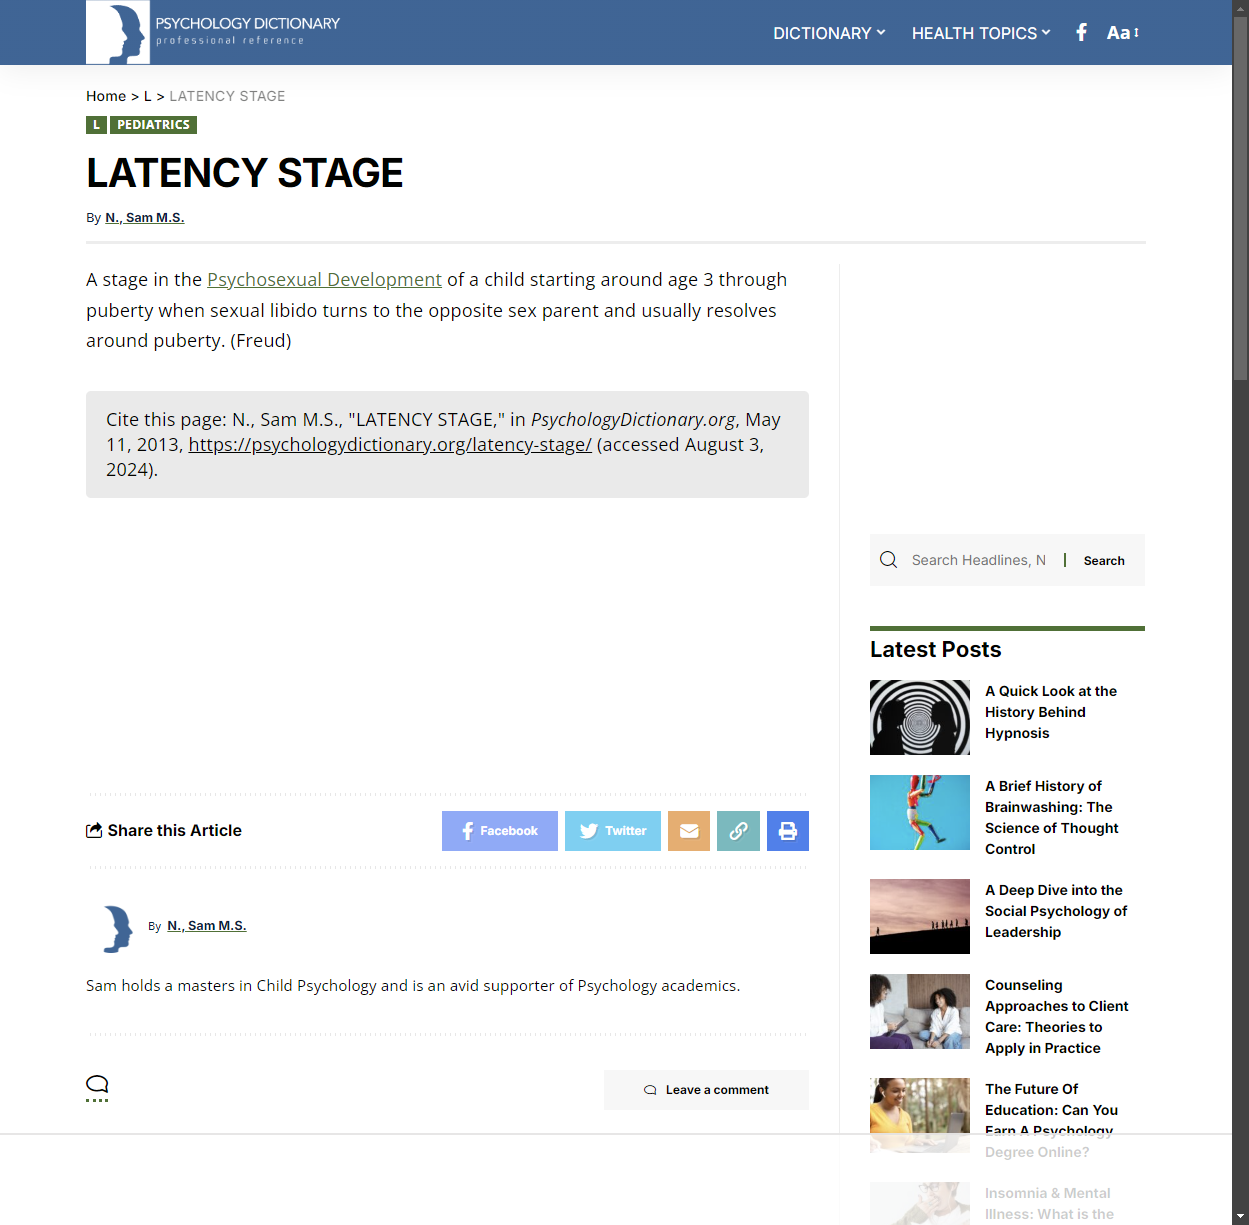 PSYCHOLOGY DICTIONARY
professional reference
DICTIONARY
HEALTH TOPICS
Aa
Home > L > LATENCY STAGE
L
PEDIATRICS
LATENCY STAGE
By N., Sam M.S.
A stage in the Psychosexual Development of a child starting around age 3 through
puberty when sexual libido turns to the opposite sex parent and usually resolves
around puberty. (Freud)
Cite this page: N., Sam M.S., "LATENCY STAGE," in PsychologyDictionary.org, May
11, 2013, https://psychologydictionary.org/latency-stage/ (accessed August 3,
2024).
Share this Article
Facebook
Twitter
By N., Sam M.S.
Sam holds a masters in Child Psychology and is an avid supporter of Psychology academics.
Leave a comment
Search Headlines, N
Search
Latest Posts
A Quick Look at the
History Behind
Hypnosis
A Brief History of
Brainwashing: The
Science of Thought
Control
A Deep Dive into the
Social Psychology of
Leadership
Counseling
Approaches to Client
Care: Theories to
Apply in Practice
The Future Of
Education: Can You
Earn A Psychology
Degree Online?
Insomnia & Mental
Illness: What is the